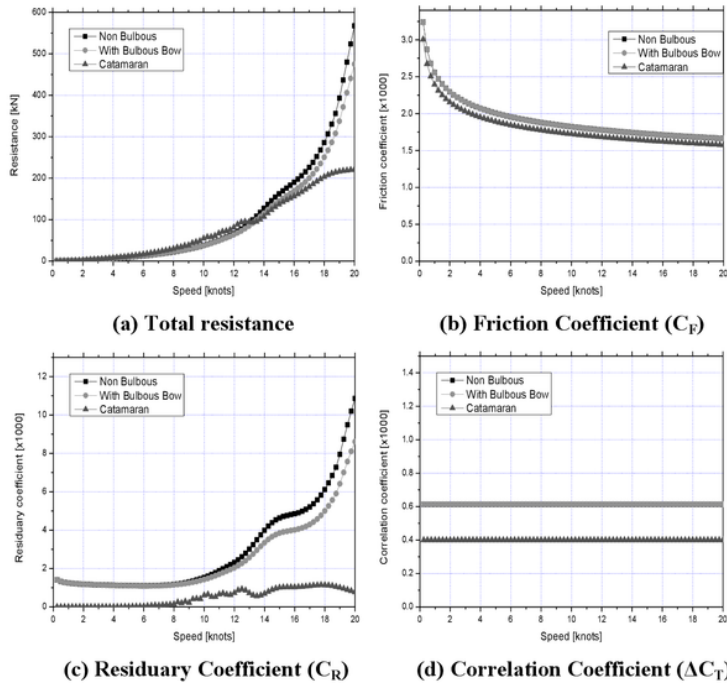 600
500
400
300
200
100
0
Resistance [kN]
Non Bulbous
With Bulbous Bow
Catamaran
0 2 4 6 8 10 12 14 16 18 20
Speed [knots]
(a) Total resistance
3.0
2.5
2.0
1.5
1.0
0.5
0.0
Friction coefficient [x1000]
Non Bulbous
With Bulbous Bow
Catamaran
0 2 4 6 8 10 12 14 16 18 20
Speed [knots]
(b) Friction Coefficient (C_F)
12
10
8
6
4
2
0
Residuary coefficient [x1000]
Non Bulbous
With Bulbous Bow
Catamaran
0 2 4 6 8 10 12 14 16 18 20
Speed [knots]
(c) Residuary Coefficient (C_R)
1.4
1.2
1.0
0.8
0.6
0.4
0.2
0.0
Correlation coefficient [x1000]
Non Bulbous
With Bulbous Bow
Catamaran
0 2 4 6 8 10 12 14 16 18 20
Speed [knots]
(d) Correlation Coefficient (ΔC_T)